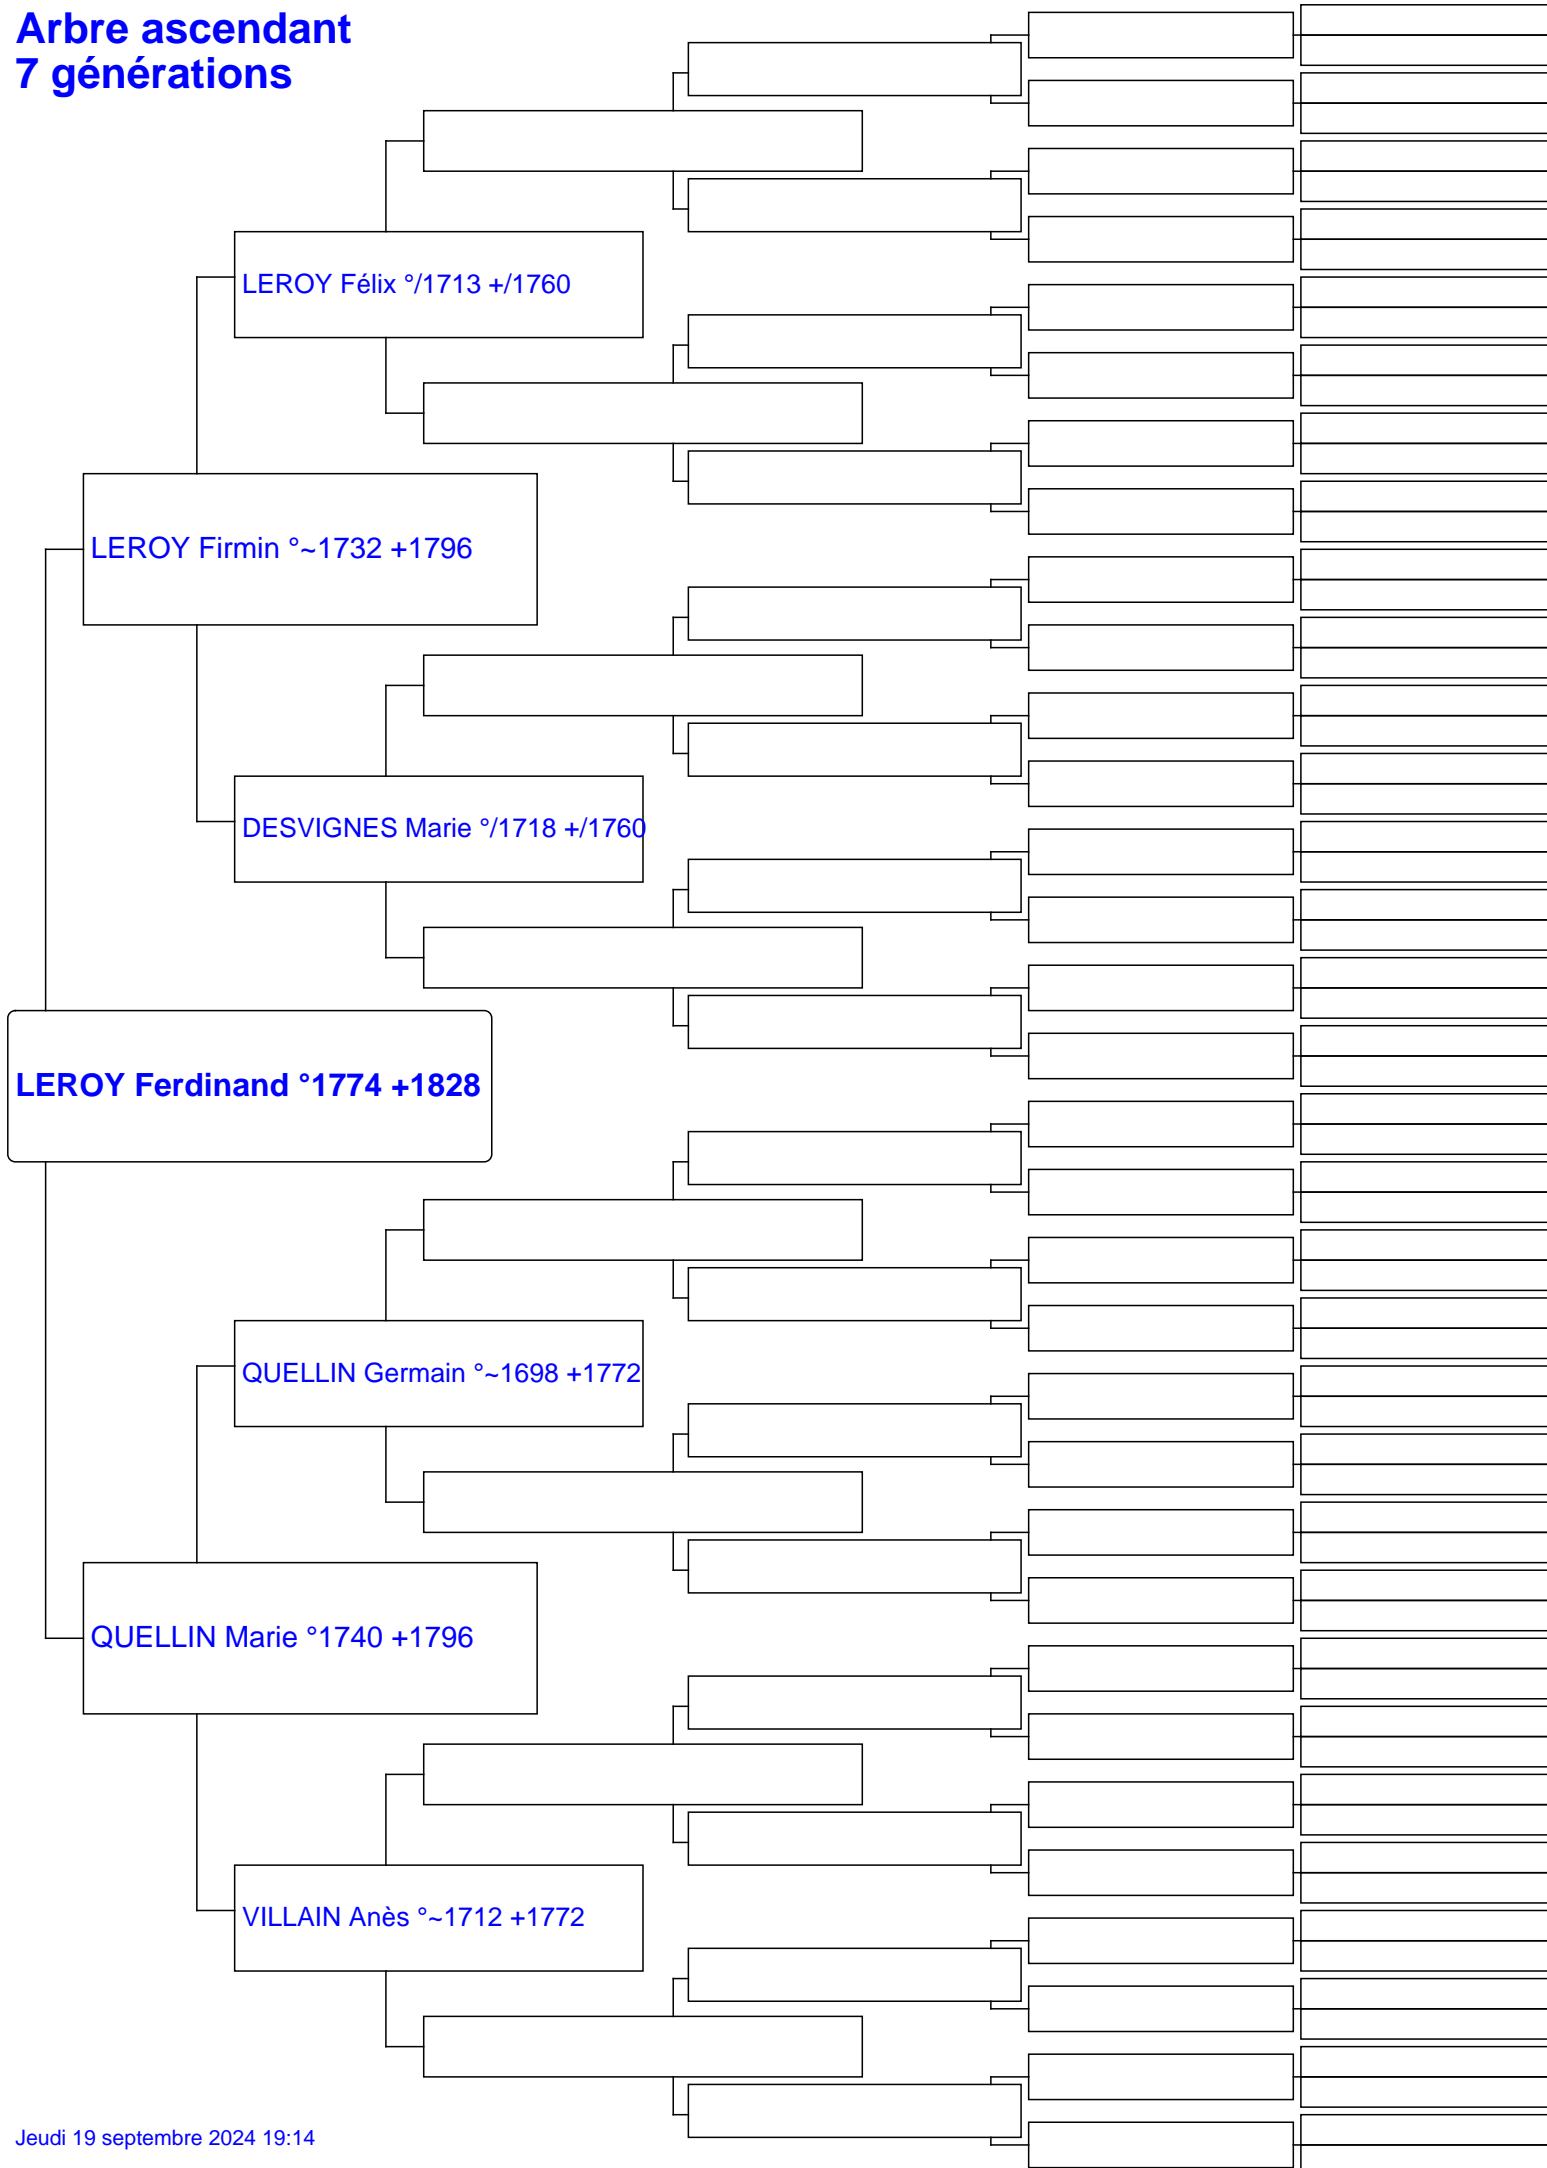 Arbre ascendant
7 générations
LEROY Félix °/1713 +/1760
LEROY Firmin °~1732 +1796
DESVIGNES Marie °/1718 +/1760
LEROY Ferdinand °1774 +1828
QUELLIN Germain °~1698 +1772
QUELLIN Marie °1740 +1796
VILLAIN Anès °~1712 +1772
Jeudi 19 septembre 2024 19:14